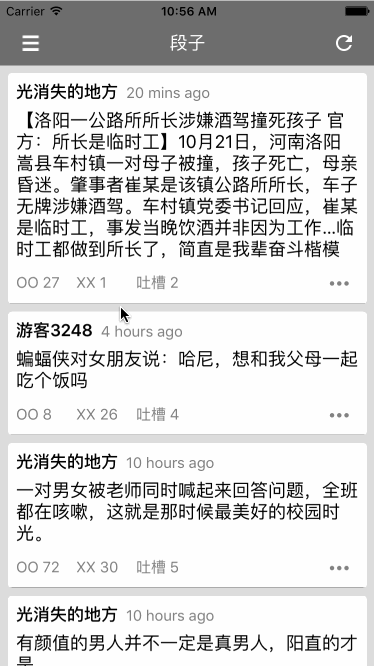 Carrier 10:56 AM
段子
光消失的地方 20 mins ago
【洛阳一公路所所长涉嫌酒驾撞死孩子 官
方：所长是临时工】10月21日，河南洛阳
嵩县车村镇一对母子被撞，孩子死亡，母亲
昏迷。肇事者崔某是该镇公路所所长，车子
无牌涉嫌酒驾。车村镇党委书记回应，崔某
是临时工，事发当晚饮酒并非因为工作...临
时工都做到所长了，简直是我辈奋斗楷模
OO 27 XX 1 吐槽 2
游客3248 4 hours ago
蝙蝠侠对女朋友说：哈尼，想和我父母一起
吃个饭吗
OO 8 XX 26 吐槽 4
光消失的地方 10 hours ago
一对男女被老师同时喊起来回答问题，全班
都在咳嗽，这就是那时候最美好的校园时
光。
OO 72 XX 30 吐槽 5
光消失的地方 10 hours ago
有颜值的男人并不一定是真男人，阳直的才
是